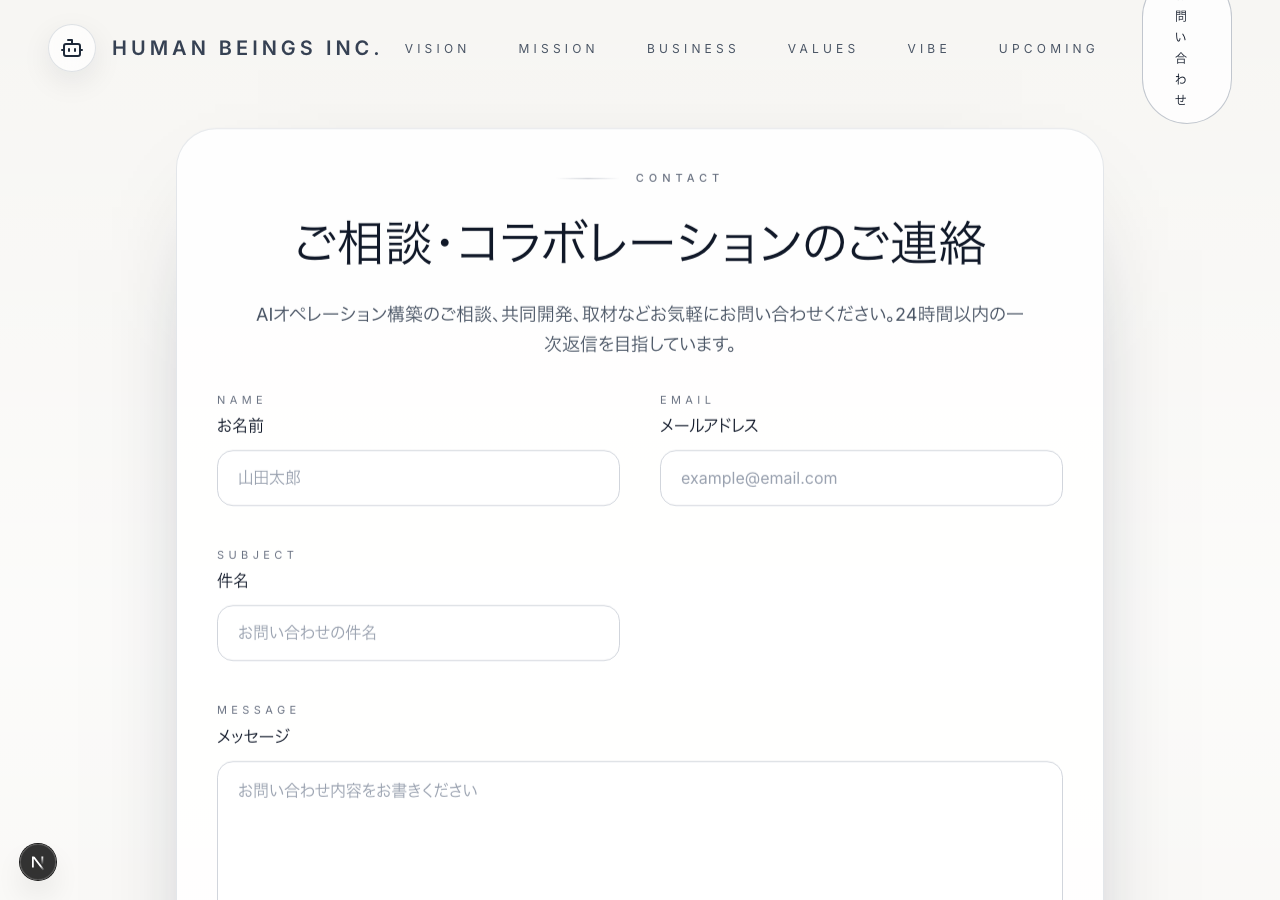 HUMAN BEINGS INC.
VISION
MISSION
BUSINESS
VALUES
VIBE
UPCOMING
問
い
合
わ
せ
CONTACT
ご相談・コラボレーションのご連絡
AIオペレーション構築のご相談、共同開発、取材などお気軽にお問い合わせください。24時間以内の一
次返信を目指しています。
NAME
お名前
山田太郎
EMAIL
メールアドレス
example@email.com
SUBJECT
件名
お問い合わせの件名
MESSAGE
メッセージ
お問い合わせ内容をお書きください
N